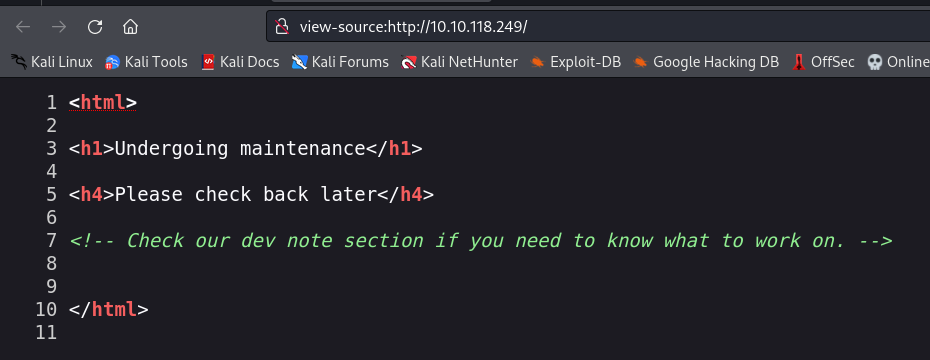 view-source:http://10.10.118.249/
Kali Linux Kali Tools Kali Docs Kali Forums Kali NetHunter Exploit-DB Google Hacking DB OffSec Online
1 <html>
2
3 <h1>Undergoing maintenance</h1>
4
5 <h4>Please check back later</h4>
6
7 <!-- Check our dev note section if you need to know what to work on. -->
8
9
10 </html>
11